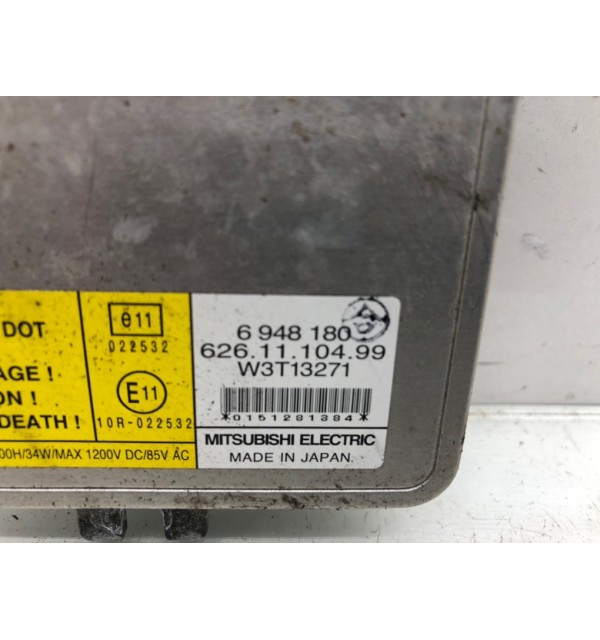 DOT
AGE !
ON !
DEATH !
00H/34W/MAX 1200V DC/85V AC
e11
022532
E11
10R-022532
6 948 180
626.11.104.99
W3T13271
*0151281384*
MITSUBISHI ELECTRIC
MADE IN JAPAN.